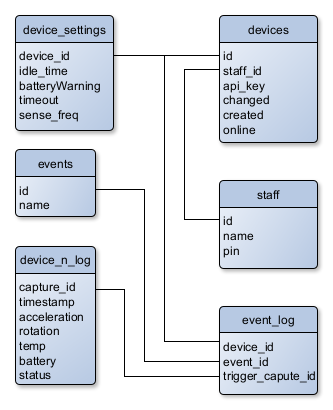 device_settings
device_id
idle_time
batteryWarning
timeout
sense_freq
devices
id
staff_id
api_key
changed
created
online
events
id
name
staff
id
name
pin
device_n_log
capture_id
timestamp
acceleration
rotation
temp
battery
status
event_log
device_id
event_id
trigger_capute_id